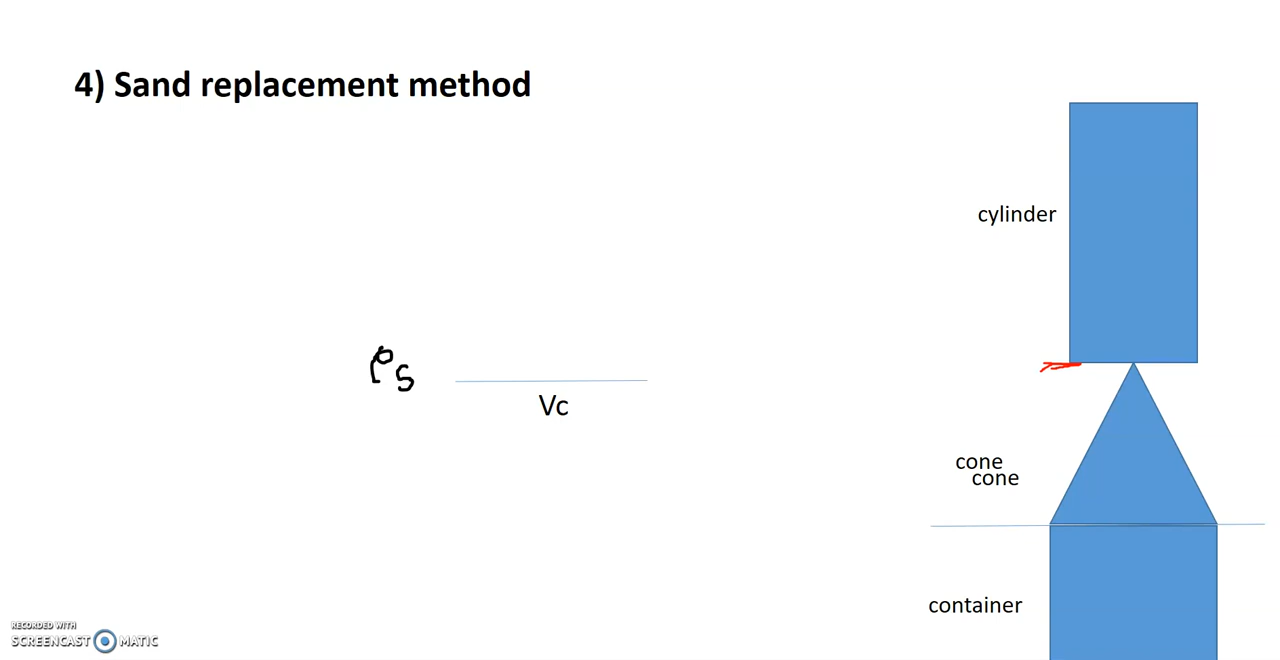 4) Sand replacement method
cylinder
ρs
Vc
cone
cone
container
RECORDED WITH
SCREENCAST MATIC